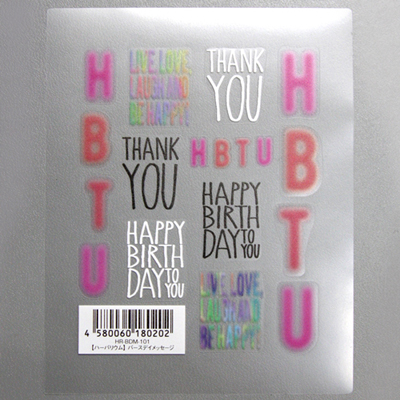 H
B
T
U
LIVE, LOVE,
LAUGH AND
BE HAPPY!
THANK
YOU
H
B
T
U
THANK
YOU
H B T U
HAPPY
BIRTH
DAY TO
YOU
HAPPY
BIRTH
DAY TO
YOU
LIVE, LOVE,
LAUGH AND
BE HAPPY!
4 580060 180202
HR-BDM-101
【ハーバリウム】バースデイメッセージ